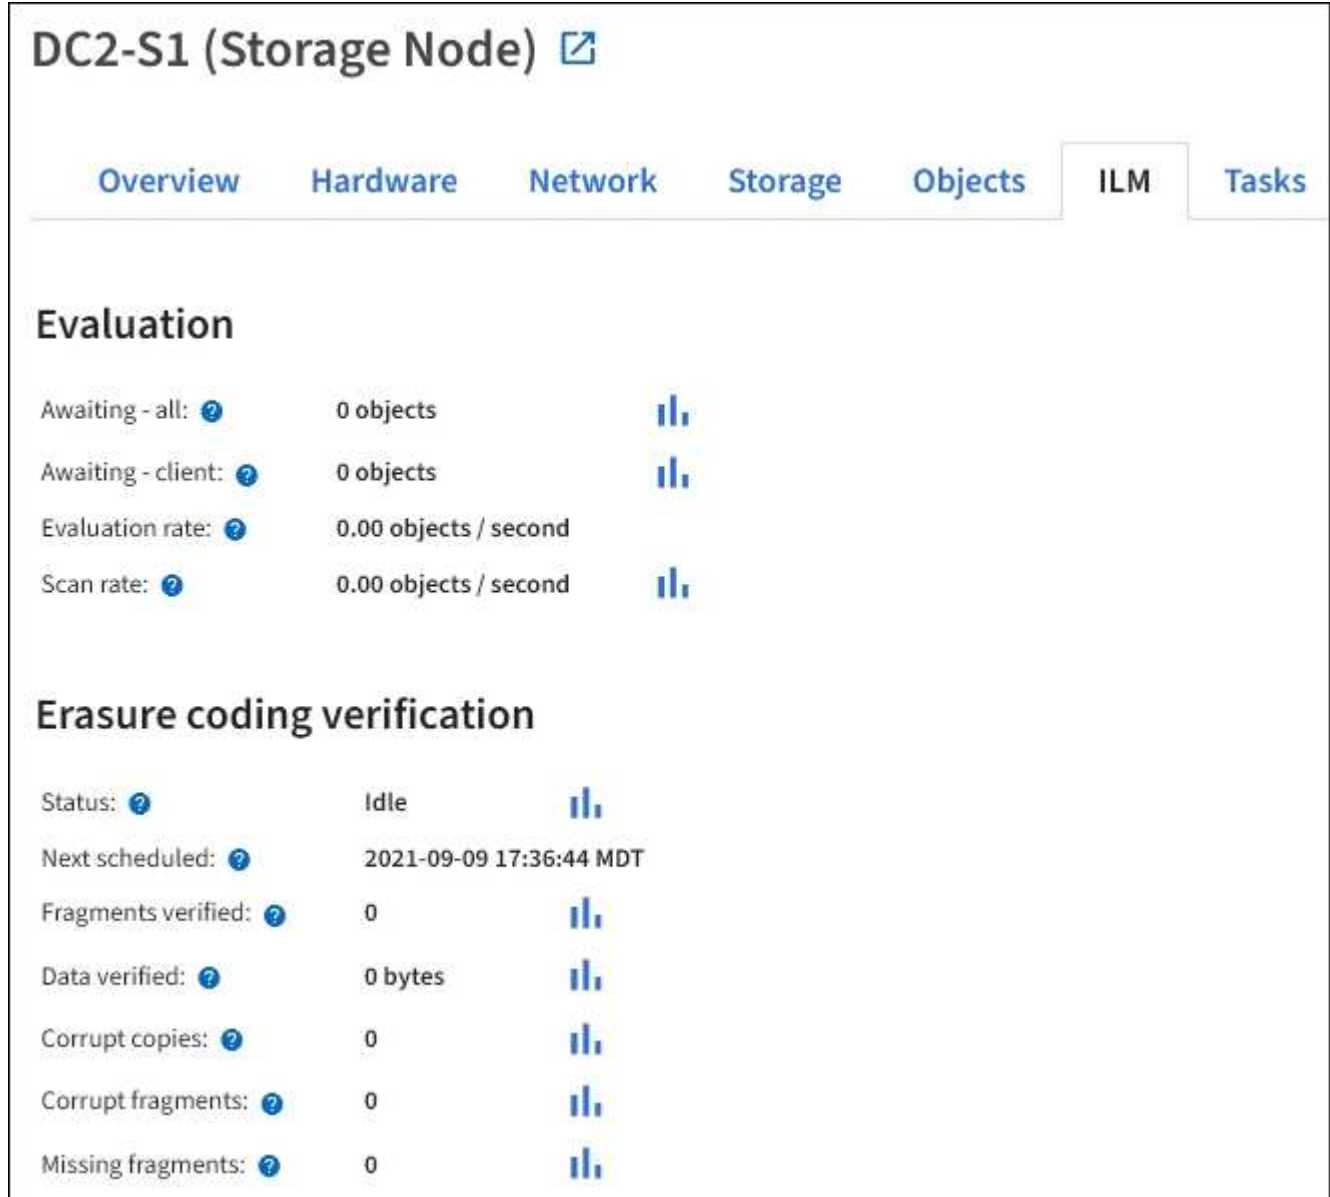 DC2-S1 (Storage Node)
Overview Hardware Network Storage Objects ILM Tasks
Evaluation
Awaiting - all: ? 0 objects
Awaiting - client: ? 0 objects
Evaluation rate: ? 0.00 objects / second
Scan rate: ? 0.00 objects / second
Erasure coding verification
Status: ? Idle
Next scheduled: ? 2021-09-09 17:36:44 MDT
Fragments verified: ? 0
Data verified: ? 0 bytes
Corrupt copies: ? 0
Corrupt fragments: ? 0
Missing fragments: ? 0